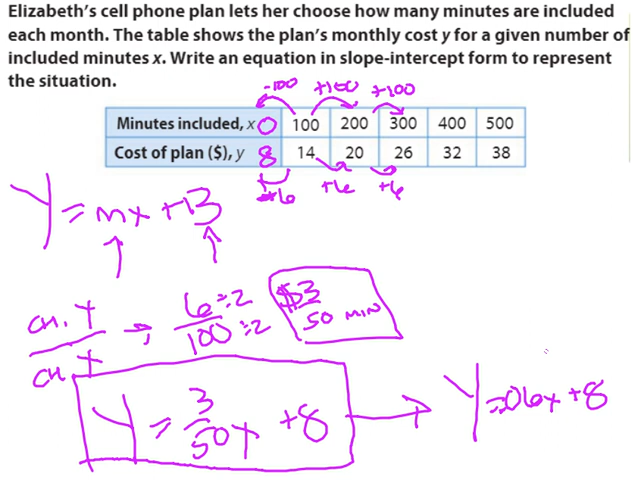 Elizabeth's cell phone plan lets her choose how many minutes are included
each month. The table shows the plan's monthly cost y for a given number of
included minutes x. Write an equation in slope-intercept form to represent
the situation.
-100 +100 +100
Minutes included, x 0 100 200 300 400 500
Cost of plan ($), y 8 14 20 26 32 38
+6 +6
Y = mx + B
6 ÷ 2
100 ÷ 2
$3
50 MIN
CH. Y
CH
Y = 3/50 x + 8
Y = .06x + 8